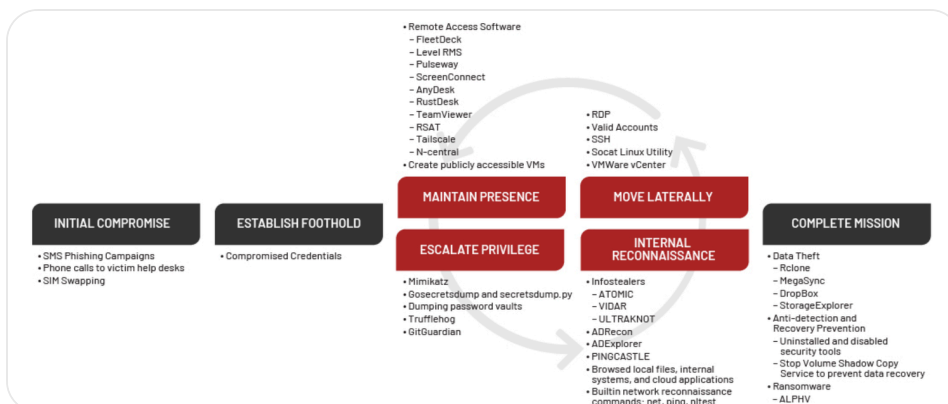 • Remote Access Software
– FleetDeck
– Level RMS
– Pulseway
– ScreenConnect
– AnyDesk
– RustDesk
– TeamViewer
– RSAT
– Tailscale
– N-central
• Create publicly accessible VMs
• RDP
• Valid Accounts
• SSH
• Socat Linux Utility
• VMWare vCenter
INITIAL COMPROMISE
• SMS Phishing Campaigns
• Phone calls to victim help desks
• SIM Swapping
ESTABLISH FOOTHOLD
• Compromised Credentials
MAINTAIN PRESENCE
MOVE LATERALLY
ESCALATE PRIVILEGE
• Mimikatz
• Gosecretsdump and secretsdump.py
• Dumping password vaults
• Trufflehog
• GitGuardian
INTERNAL
RECONNAISSANCE
• Infostealers
– ATOMIC
– VIDAR
– ULTRAKNOT
• ADRecon
• ADExplorer
• PINGCASTLE
• Browsed local files, internal
systems, and cloud applications
• Builtin network reconnaissance
commands: net, ping, nltest
COMPLETE MISSION
• Data Theft
– Rclone
– MegaSync
– DropBox
– StorageExplorer
• Anti-detection and
Recovery Prevention
– Uninstalled and disabled
security tools
– Stop Volume Shadow Copy
Service to prevent data recovery
• Ransomware
– ALPHV